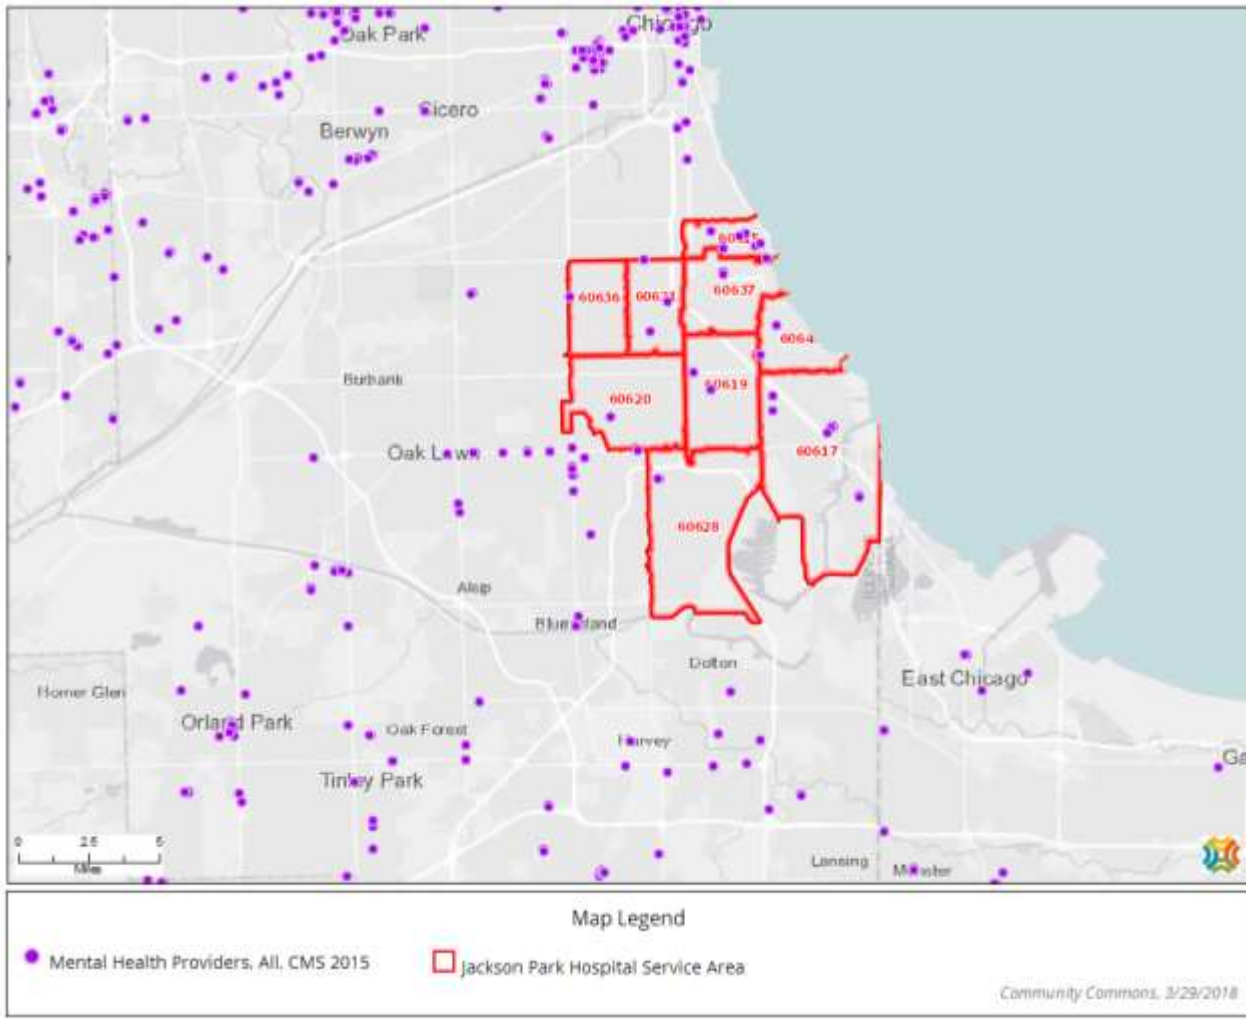 Chicago
Oak Park
Cicero
Berwyn
60637
60636
6064
Burbank
60619
60620
Oak Lawn
60617
60628
Alsip
Blue Island
Dolton
East Chicago
Homer Glen
Orland Park
Oak Forest
Harvey
Ga
Tinley Park
0 2.5 5
Miles
Lansing
Munster
Map Legend
Mental Health Providers, All, CMS 2015
Jackson Park Hospital Service Area
Community Commons, 3/29/2018